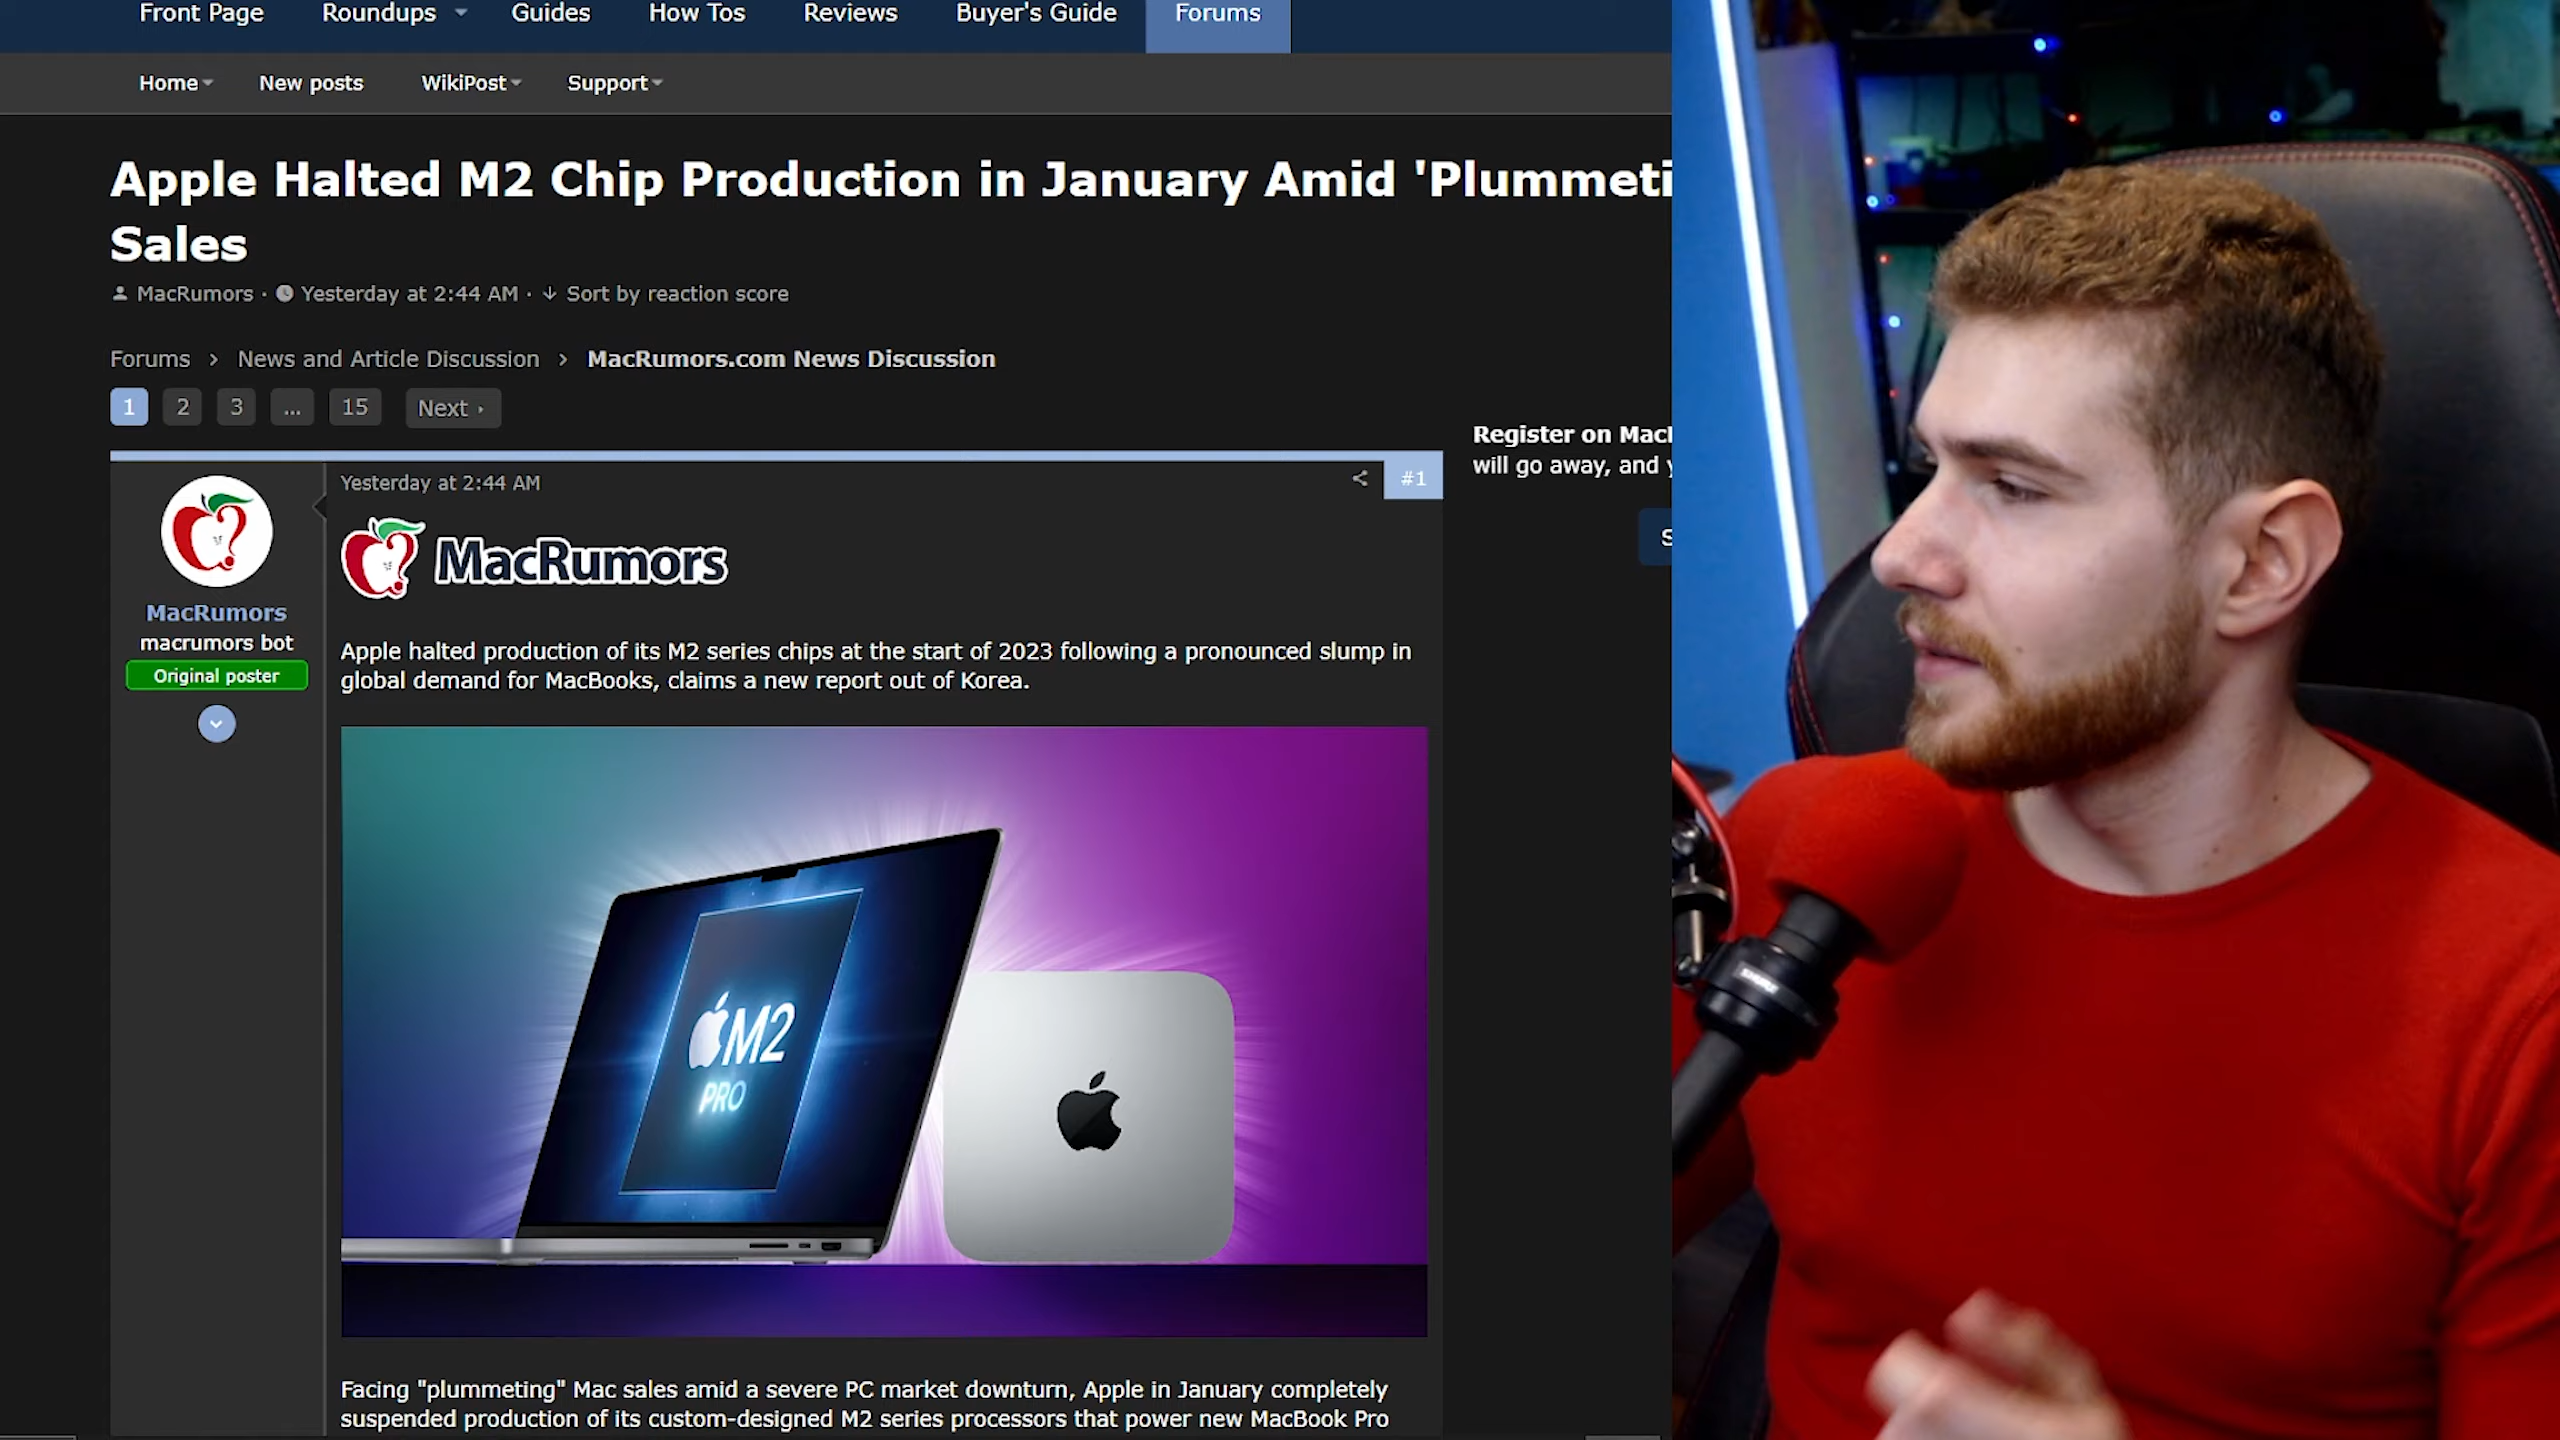 Front Page Roundups Guides How Tos Reviews Buyer's Guide Forums
Home New posts WikiPost Support
Apple Halted M2 Chip Production in January Amid 'Plummeti
Sales
MacRumors · Yesterday at 2:44 AM · Sort by reaction score
Forums › News and Article Discussion › MacRumors.com News Discussion
1 2 3 ... 15 Next ›
Register on Mac
will go away, and
S
Yesterday at 2:44 AM
#1
MacRumors
MacRumors
macrumors bot
Original poster
Apple halted production of its M2 series chips at the start of 2023 following a pronounced slump in
global demand for MacBooks, claims a new report out of Korea.
M2
PRO
SHURE
Facing "plummeting" Mac sales amid a severe PC market downturn, Apple in January completely
suspended production of its custom-designed M2 series processors that power new MacBook Pro